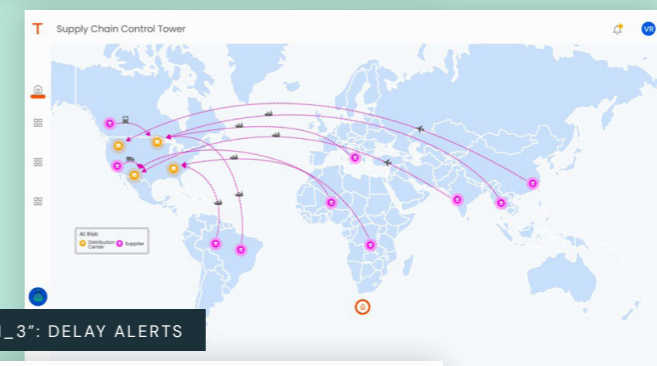 T Supply Chain Control Tower
VR
At Risk:
Distribution Center Supplier
_3”: DELAY ALERTS